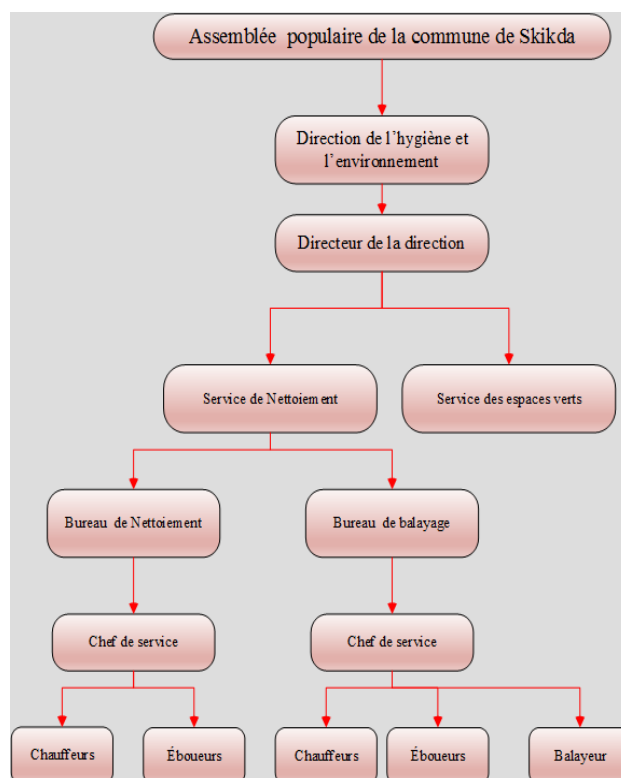 Assemblée populaire de la commune de Skikda
Direction de l'hygiène et
l'environnement
Directeur de la direction
Service de Nettoiement
Service des espaces verts
Bureau de Nettoiement
Bureau de balayage
Chef de service
Chef de service
Chauffeurs
Éboueurs
Chauffeurs
Éboueurs
Balayeur